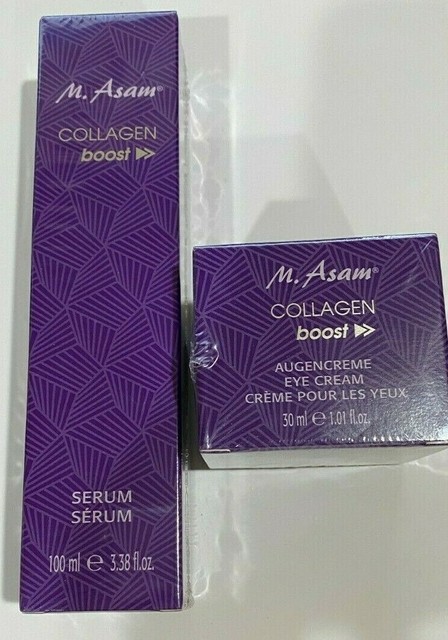 M. Asam®
COLLAGEN
boost
SERUM
SÉRUM
100 ml e 3.38 fl.oz.
M. Asam®
COLLAGEN
boost
AUGENCREME
EYE CREAM
CRÈME POUR LES YEUX
30 ml e 1.01 fl.oz.